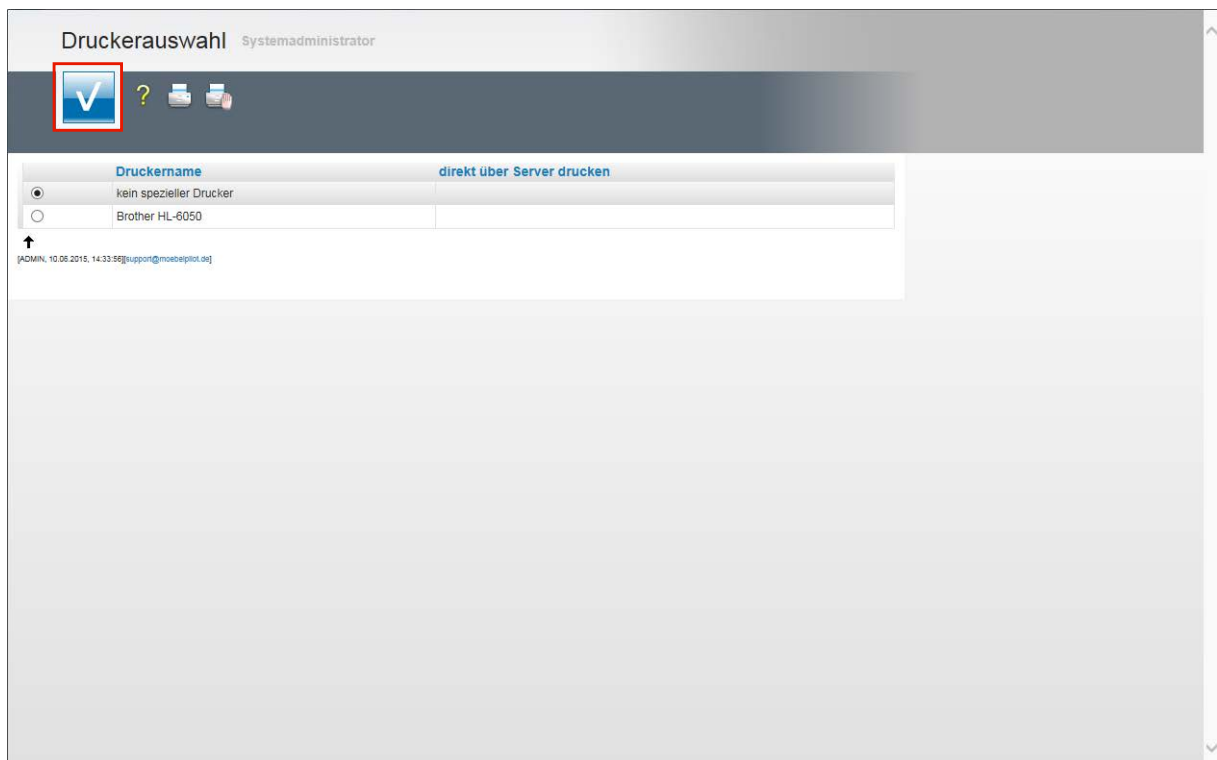 Druckerauswahl Systemadministrator
√ ?
Druckername direkt über Server drucken
kein spezieller Drucker
Brother HL-6050
[ADMIN, 10.06.2015, 14:33:56][support@moebelpilot.de]